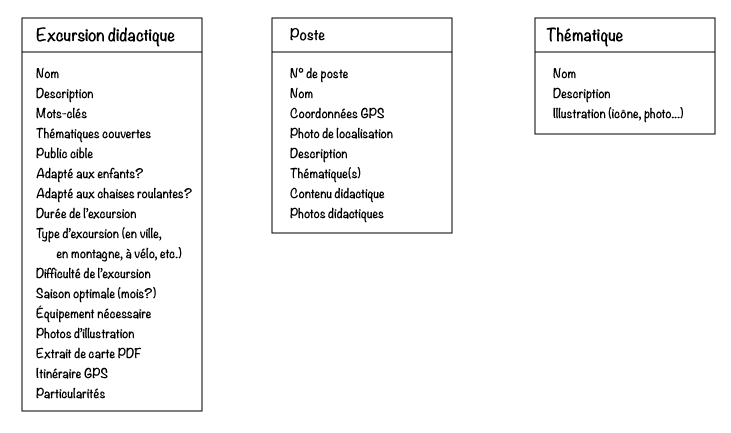 Excursion didactique
Nom
Description
Mots-clés
Thématiques couvertes
Public cible
Adapté aux enfants?
Adapté aux chaises roulantes?
Durée de l'excursion
Type d'excursion (en ville,
en montagne, à vélo, etc.)
Difficulté de l'excursion
Saison optimale (mois?)
Équipement nécessaire
Photos d'illustration
Extrait de carte PDF
Itinéraire GPS
Particularités
Poste
N° de poste
Nom
Coordonnées GPS
Photo de localisation
Description
Thématique(s)
Contenu didactique
Photos didactiques
Thématique
Nom
Description
Illustration (icône, photo...)